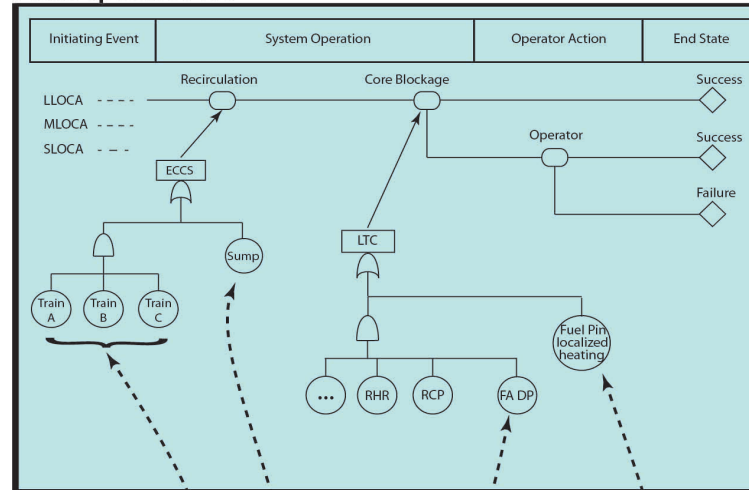 Initiating Event
System Operation
Operator Action
End State
Recirculation
Core Blockage
Success
LLOCA
MLOCA
Operator
Success
SLOCA
ECCS
Failure
LTC
Sump
Train
A
Train
B
Train
C
Fuel Pin
localized
heating
...
RHR
RCP
FA DP